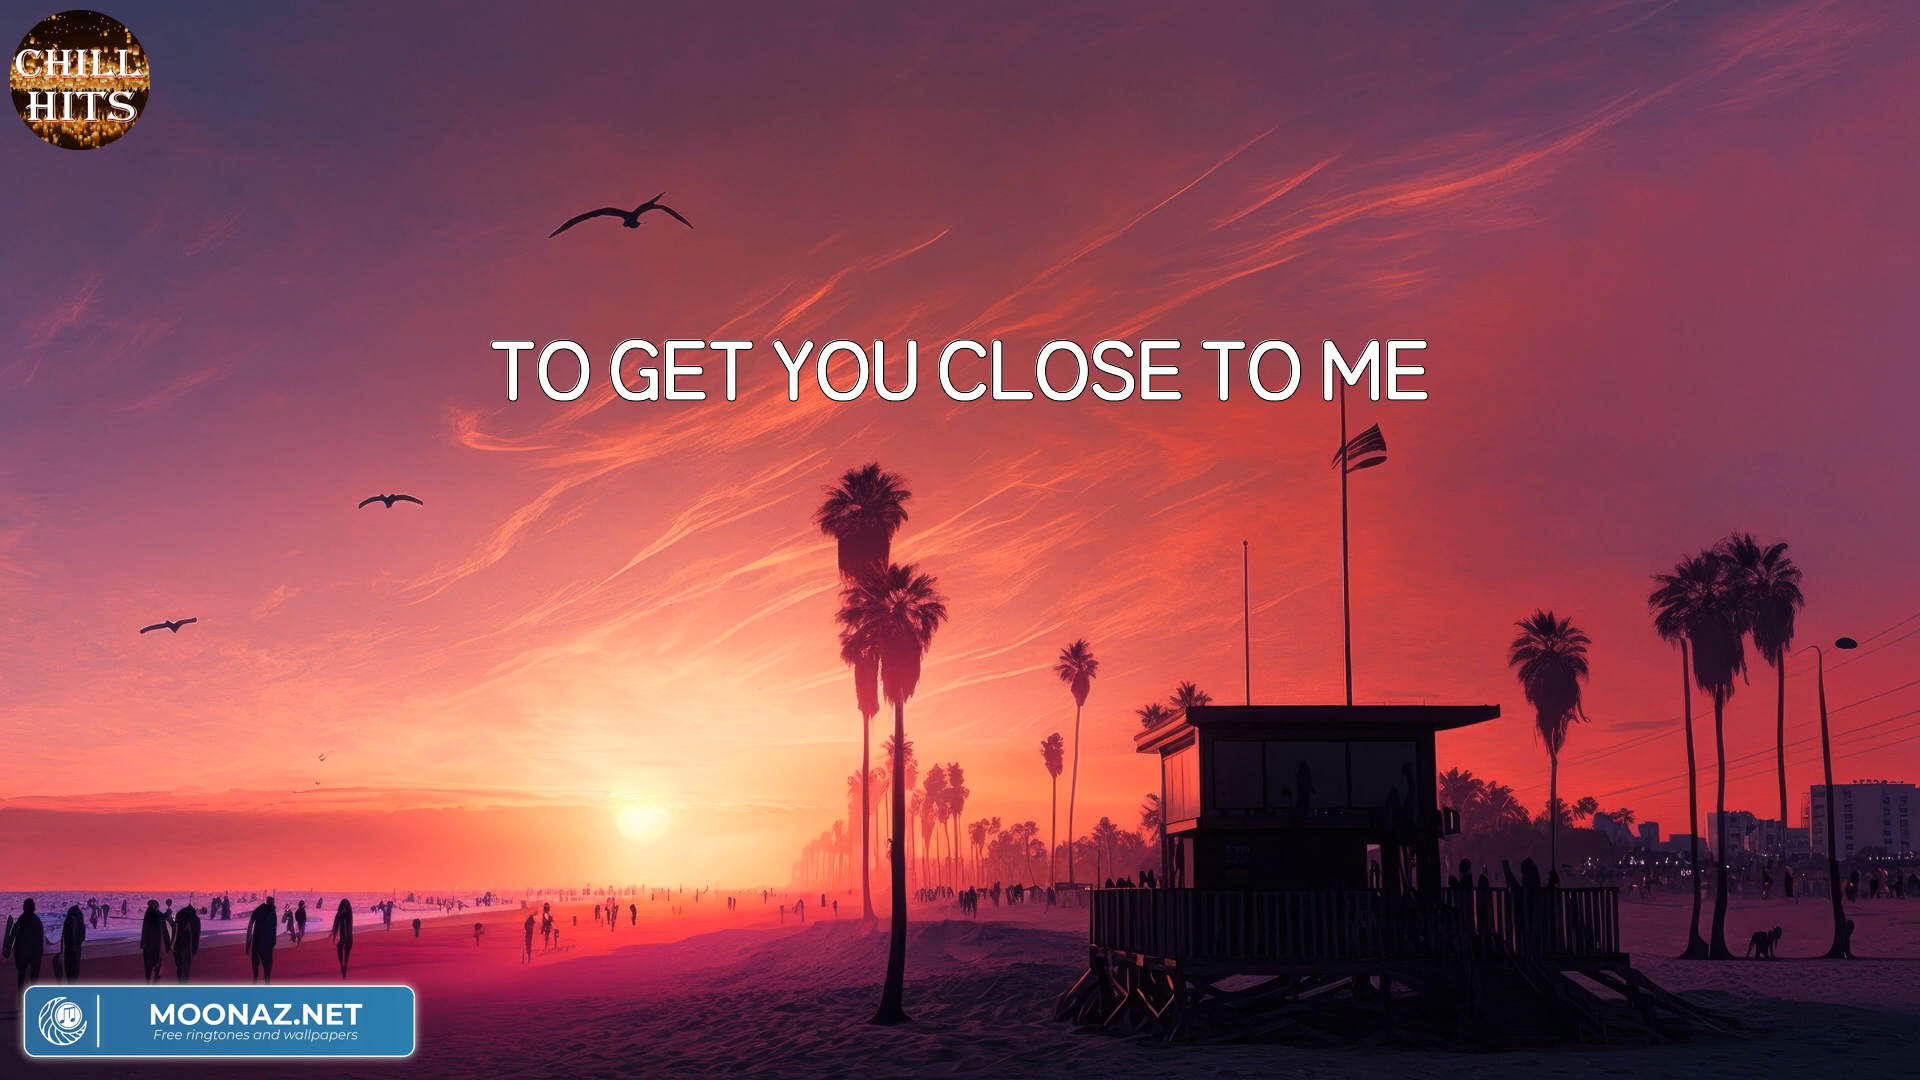 CHILL
HITS
TO GET YOU CLOSE TO ME
MOONAZ.NET
Free ringtones and wallpapers